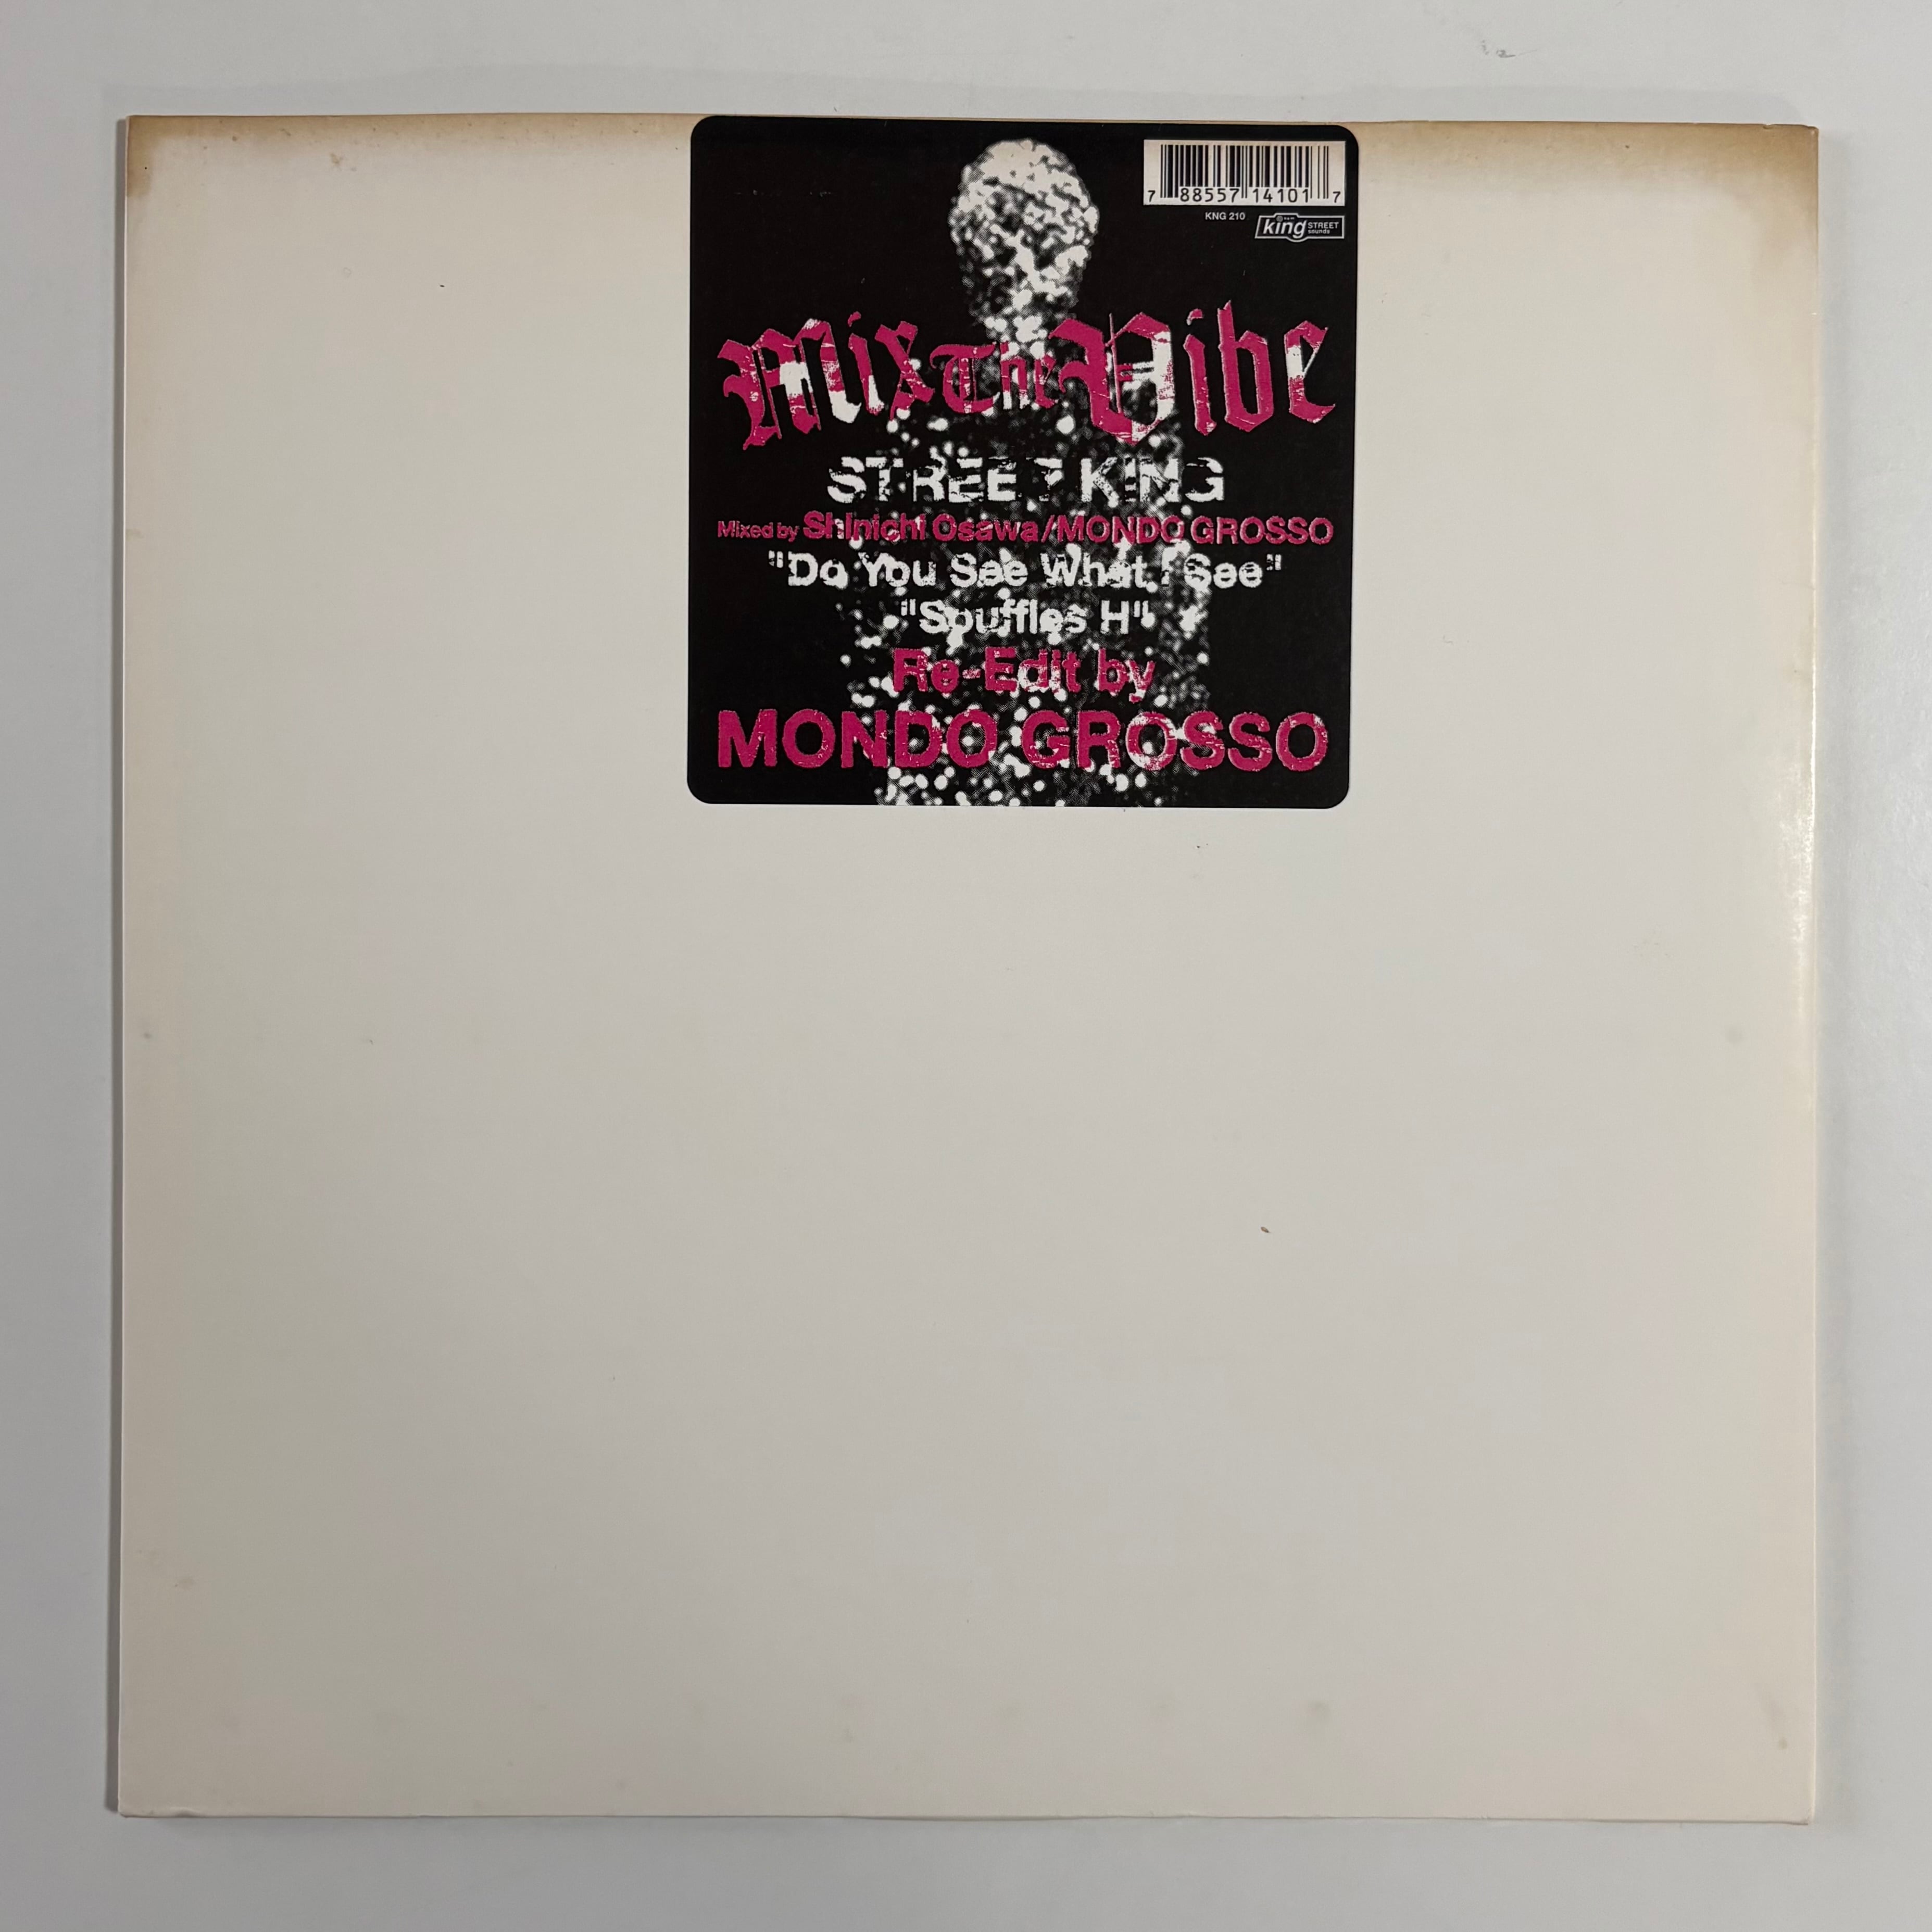 7 88557 14101 7
KNG 210
king STREET sounds
Mix The Vibe
STREET KING
Mixed by Shinichi Osawa/MONDO GROSSO
"Do You See What I See"
"Souffles H"
Re-Edit by
MONDO GROSSO